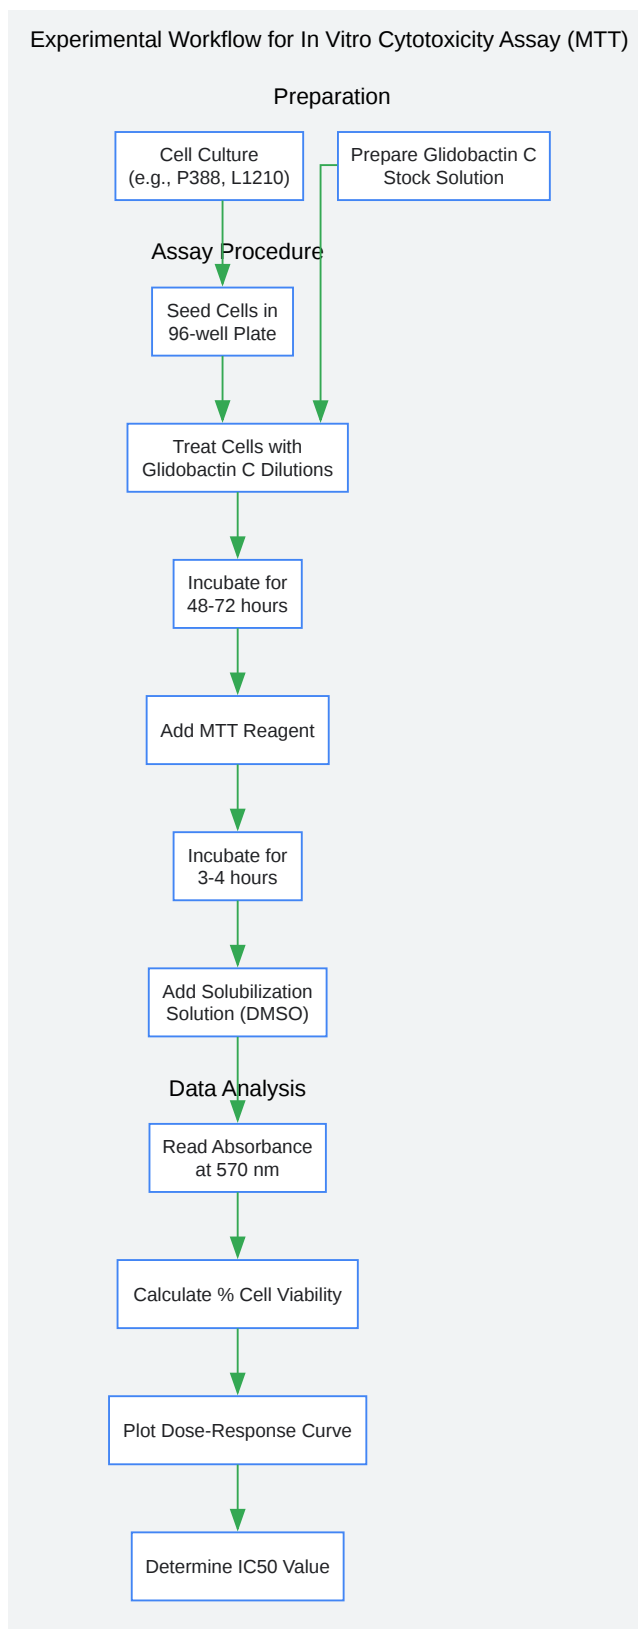 Experimental Workflow for In Vitro Cytotoxicity Assay (MTT)
Preparation
Cell Culture
(e.g., P388, L1210)
Prepare Glidobactin C
Stock Solution
Assay Procedure
Seed Cells in
96-well Plate
Treat Cells with
Glidobactin C Dilutions
Incubate for
48-72 hours
Add MTT Reagent
Incubate for
3-4 hours
Add Solubilization
Solution (DMSO)
Data Analysis
Read Absorbance
at 570 nm
Calculate % Cell Viability
Plot Dose-Response Curve
Determine IC50 Value